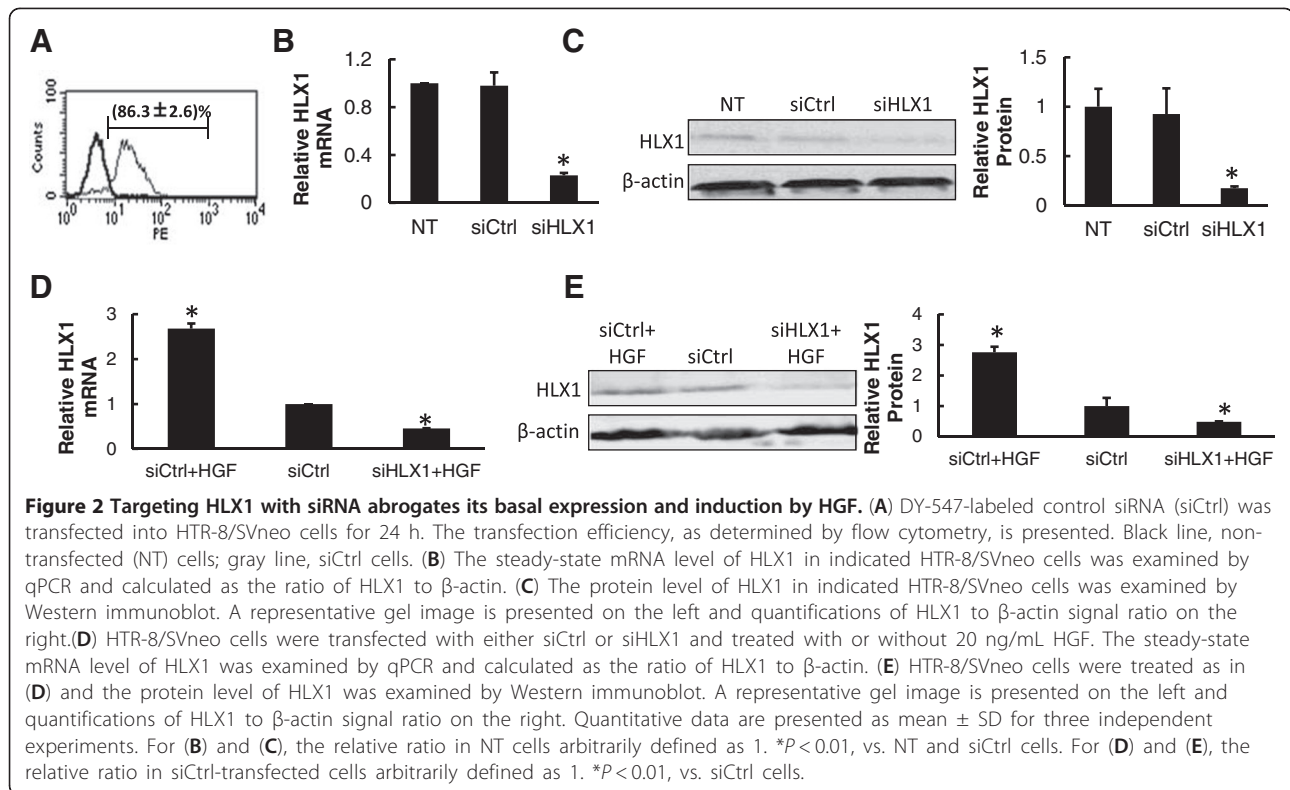 A
100
Counts
0
(86.3 ±2.6)%
10⁰ 10¹ 10² 10³ 10⁴
PE
B
Relative HLX1
mRNA
1.2
0.8
0.4
0
*
NT siCtrl siHLX1
C
NT siCtrl siHLX1
HLX1
β-actin
Relative HLX1
Protein
1.5
1
0.5
0
*
NT siCtrl siHLX1
D
Relative HLX1
mRNA
3
2
1
0
*
*
siCtrl+HGF siCtrl siHLX1+HGF
E
siCtrl+
HGF
siCtrl
siHLX1+
HGF
HLX1
β-actin
Relative HLX1
Protein
4
3
2
1
0
*
*
siCtrl+HGF siCtrl siHLX1+HGF
Figure 2 Targeting HLX1 with siRNA abrogates its basal expression and induction by HGF. (A) DY-547-labeled control siRNA (siCtrl) was
transfected into HTR-8/SVneo cells for 24 h. The transfection efficiency, as determined by flow cytometry, is presented. Black line, non-
transfected (NT) cells; gray line, siCtrl cells. (B) The steady-state mRNA level of HLX1 in indicated HTR-8/SVneo cells was examined by
qPCR and calculated as the ratio of HLX1 to β-actin. (C) The protein level of HLX1 in indicated HTR-8/SVneo cells was examined by
Western immunoblot. A representative gel image is presented on the left and quantifications of HLX1 to β-actin signal ratio on the
right.(D) HTR-8/SVneo cells were transfected with either siCtrl or siHLX1 and treated with or without 20 ng/mL HGF. The steady-state
mRNA level of HLX1 was examined by qPCR and calculated as the ratio of HLX1 to β-actin. (E) HTR-8/SVneo cells were treated as in
(D) and the protein level of HLX1 was examined by Western immunoblot. A representative gel image is presented on the left and
quantifications of HLX1 to β-actin signal ratio on the right. Quantitative data are presented as mean ± SD for three independent
experiments. For (B) and (C), the relative ratio in NT cells arbitrarily defined as 1. *P < 0.01, vs. NT and siCtrl cells. For (D) and (E), the
relative ratio in siCtrl-transfected cells arbitrarily defined as 1. *P < 0.01, vs. siCtrl cells.